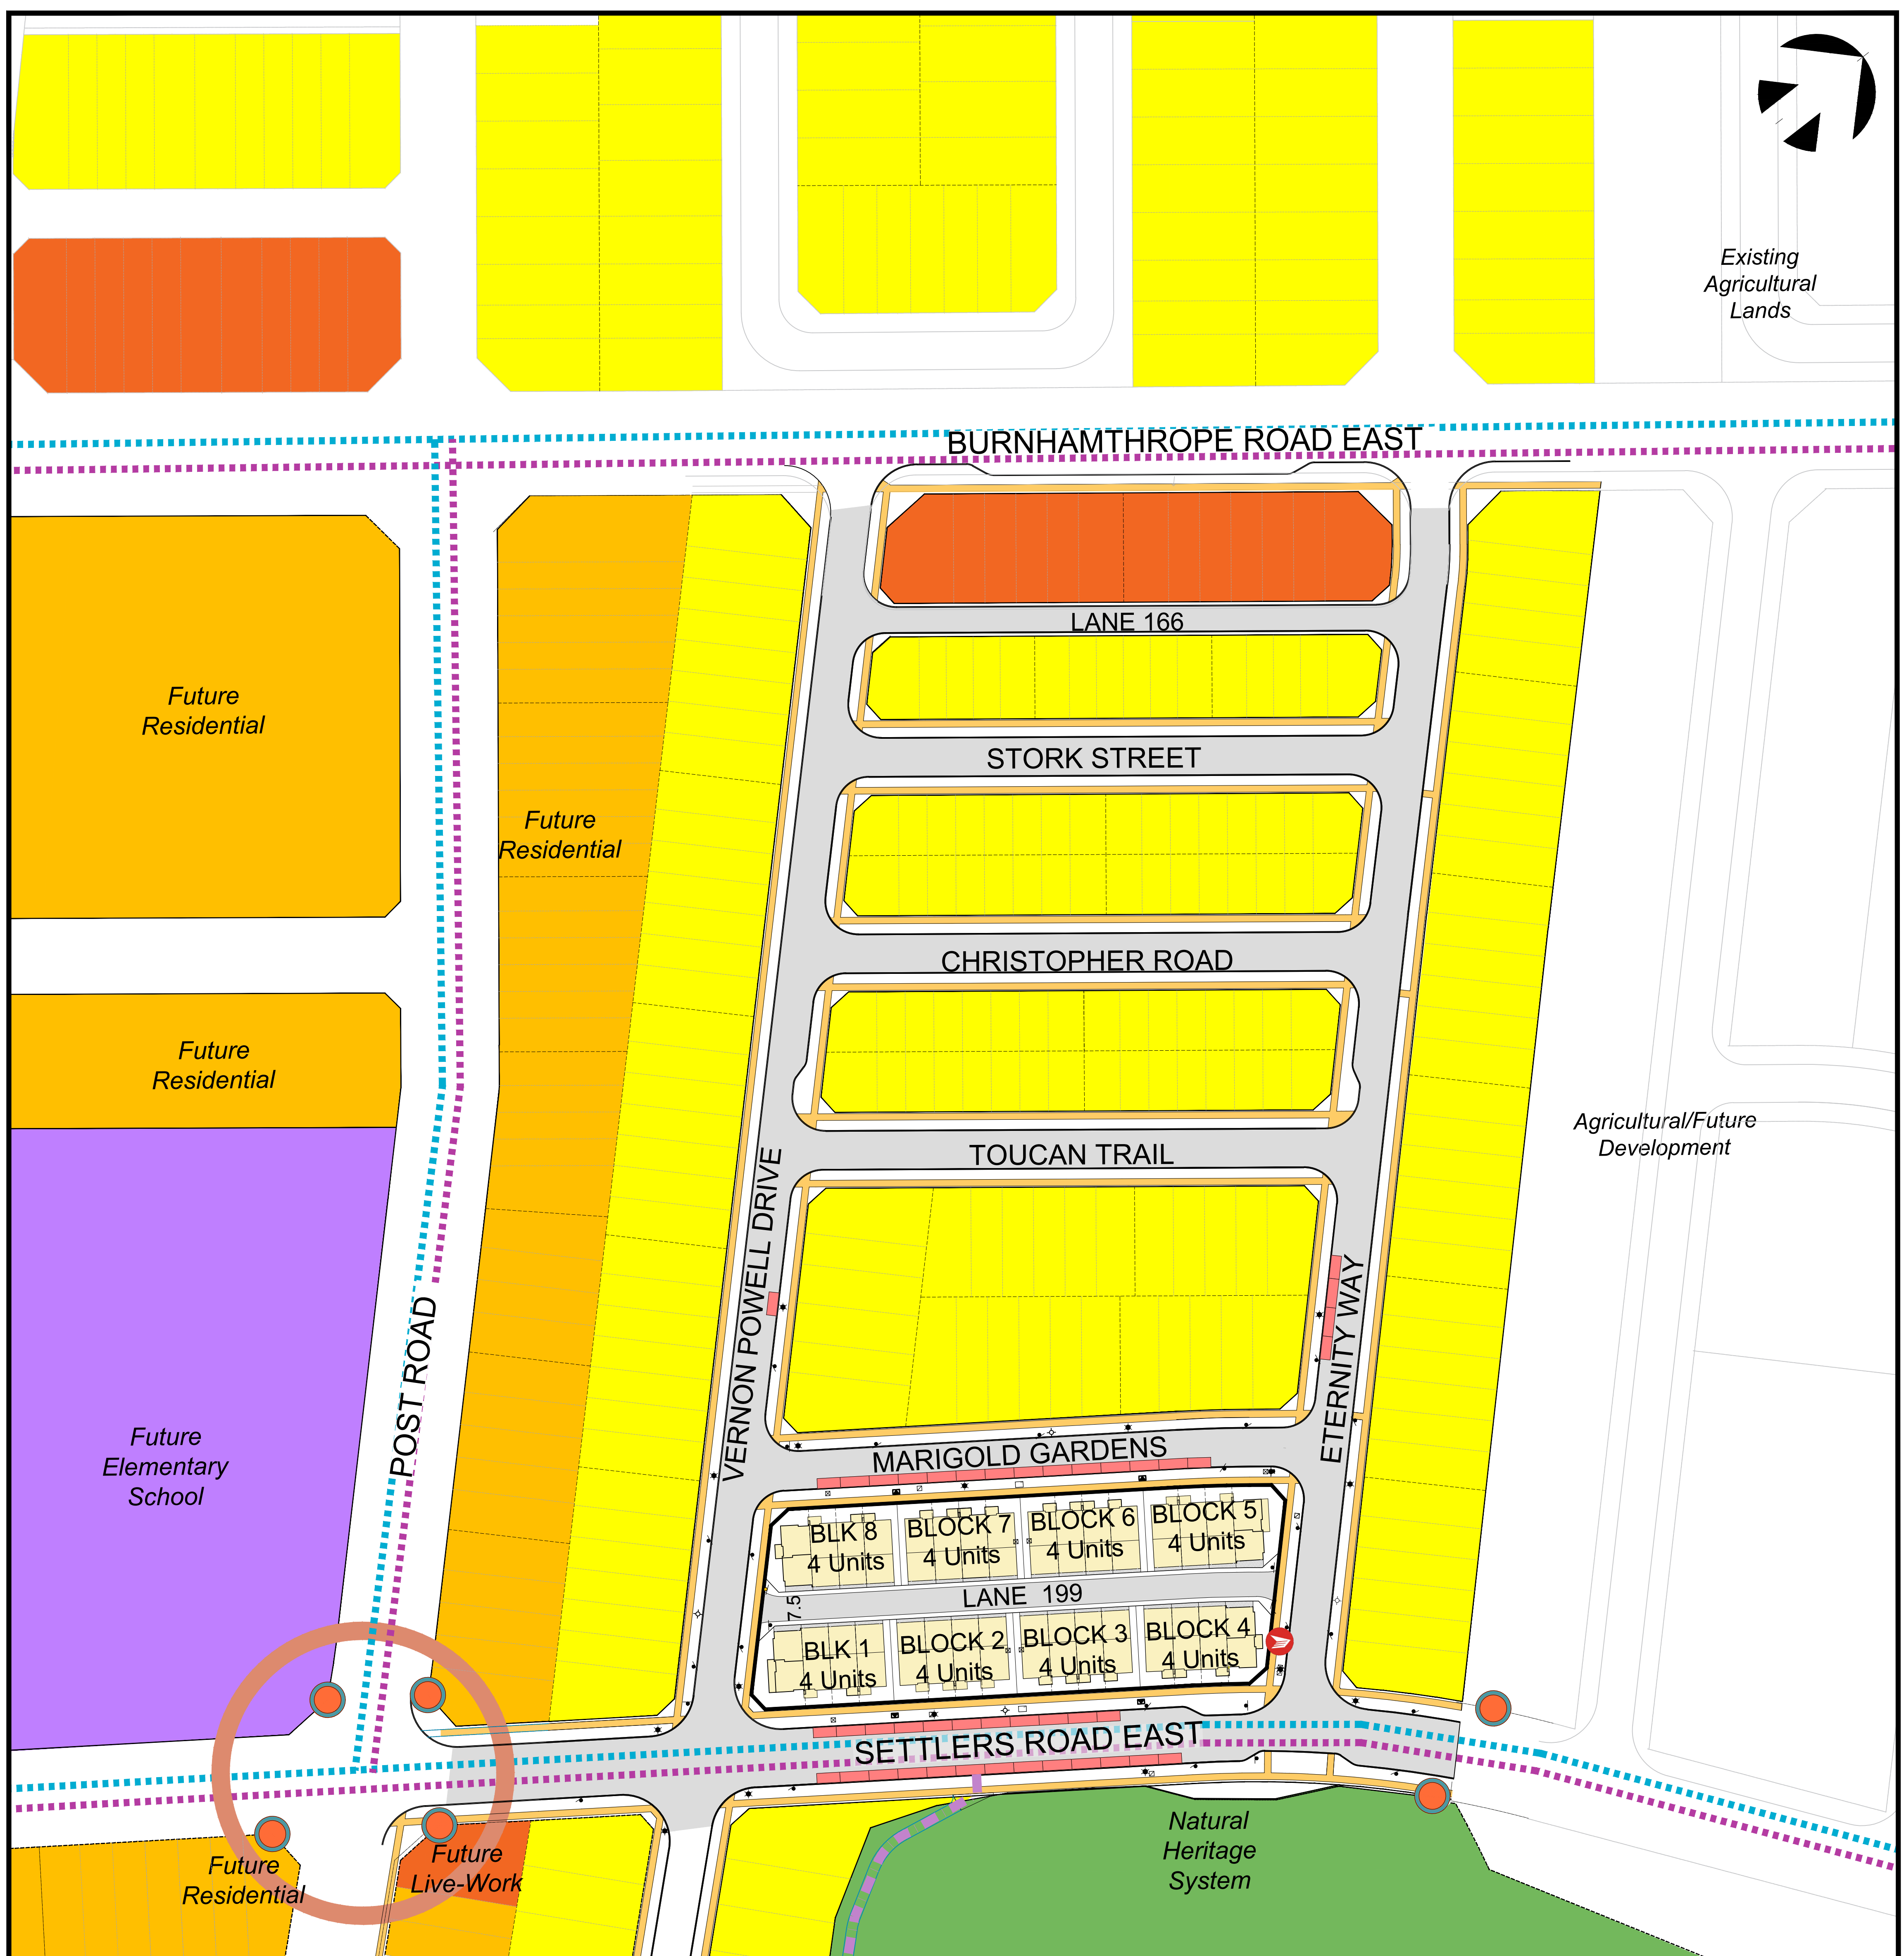 Existing
Agricultural
Lands
BURNHAMTHROPE ROAD EAST
LANE 166
Future
Residential
STORK STREET
Future
Residential
CHRISTOPHER ROAD
Future
Residential
Agricultural/Future
Development
TOUCAN TRAIL
VERNON POWELL DRIVE
ETERNITY WAY
POST ROAD
Future
Elementary
School
MARIGOLD GARDENS
BLK 8
4 Units
BLOCK 7
4 Units
BLOCK 6
4 Units
BLOCK 5
4 Units
LANE 199
7.5
BLK 1
4 Units
BLOCK 2
4 Units
BLOCK 3
4 Units
BLOCK 4
4 Units
SETTLERS ROAD EAST
Natural
Heritage
System
Future
Residential
Future
Live-Work